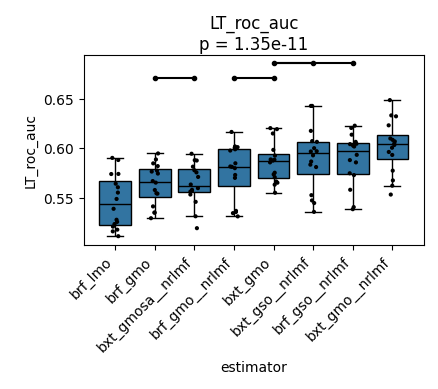 LT_roc_auc
p = 1.35e-11
LT_roc_auc
0.65
0.60
0.55
brf_lmo
brf_gmo
bxt_gmosa__nrlmf
brf_gmo__nrlmf
bxt_gmo
bxt_gso__nrlmf
brf_gso__nrlmf
bxt_gmo__nrlmf
estimator